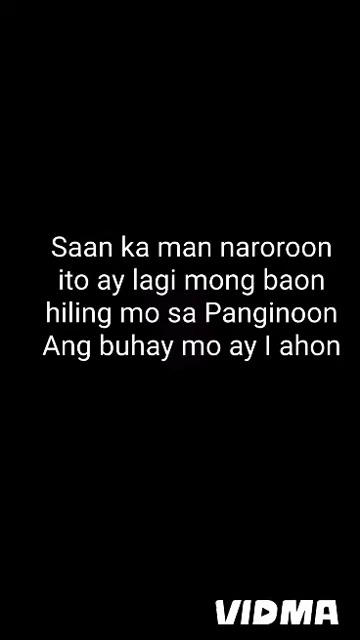 Saan ka man naroroon
ito ay lagi mong baon
hiling mo sa Panginoon
Ang buhay mo ay I ahon
VIDMA